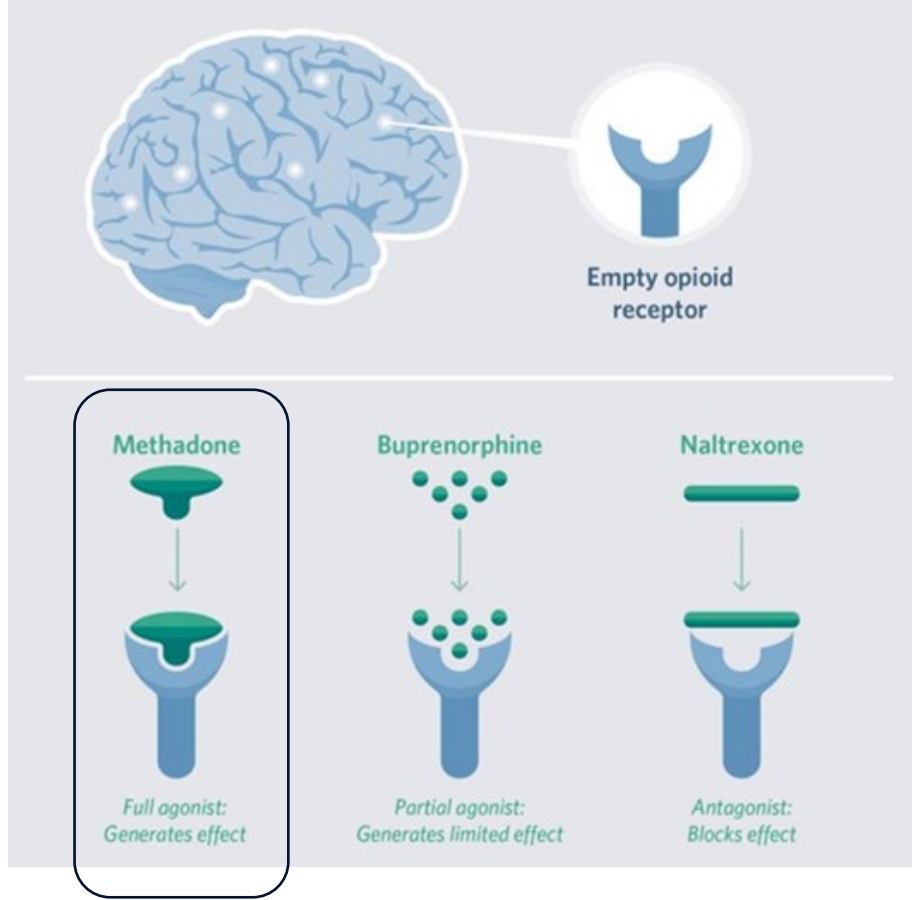 Empty opioid
receptor
Methadone
Buprenorphine
Naltrexone
Full agonist:
Generates effect
Partial agonist:
Generates limited effect
Antagonist:
Blocks effect